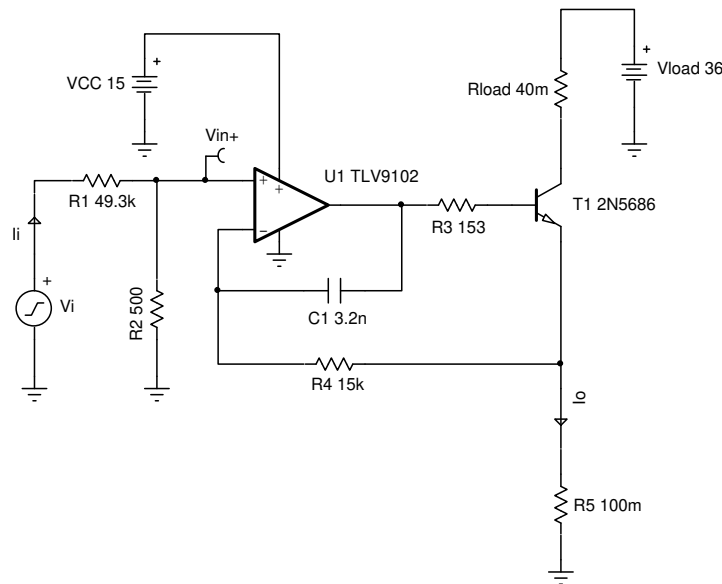 VCC 15
+
Rload 40m
+
Vload 36
Vin+
U1 TLV9102
R1 49.3k
+
+
−
R3 153
T1 2N5686
Ii
+
Vi
R2 500
C1 3.2n
R4 15k
Io
R5 100m